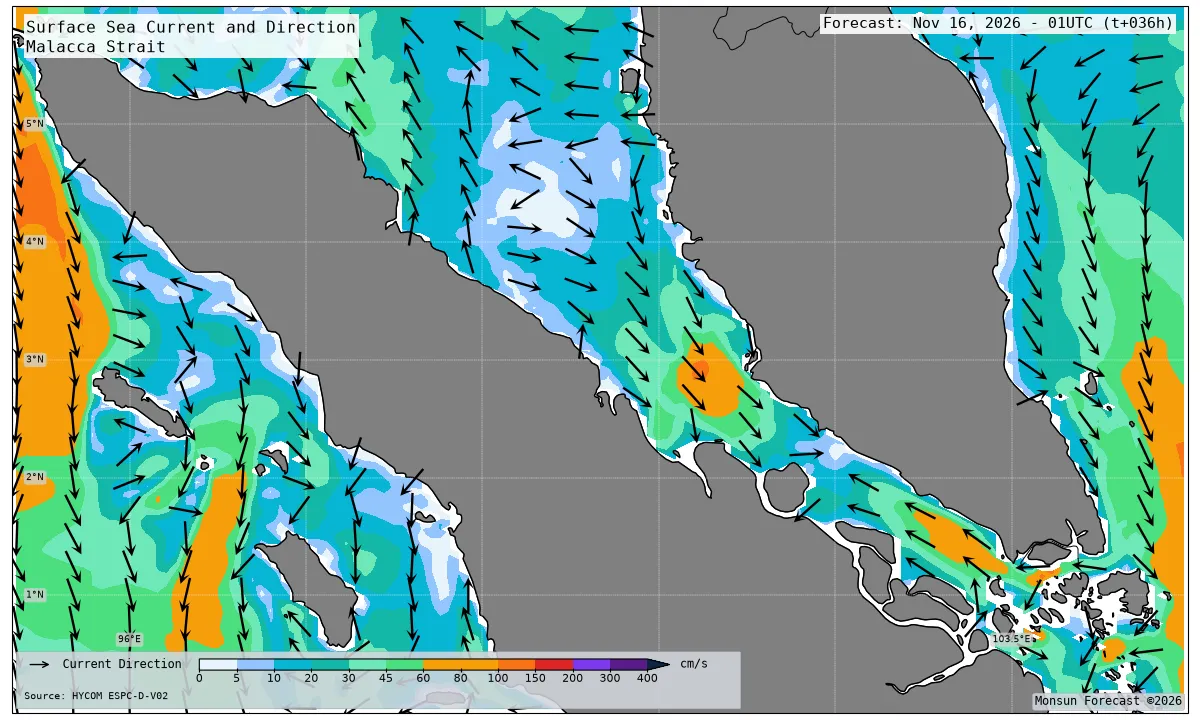 Surface Sea Current and Direction
Malacca Strait
Forecast: Nov 16, 2026 - 01UTC (t+036h)
5°N
4°N
3°N
2°N
1°N
96°E
103.5°E
Current Direction
0 5 10 20 30 45 60 80 100 150 200 300 400
cm/s
Source: HYCOM ESPC-D-V02
Monsun Forecast ©2026